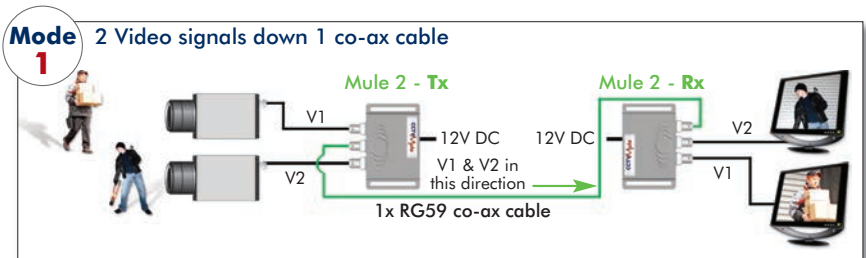 Mode
1
2 Video signals down 1 co-ax cable
Mule 2 - Tx
Mule 2 - Rx
V1
V2
12V DC
V1 & V2 in
this direction
1x RG59 co-ax cable
12V DC
V2
V1